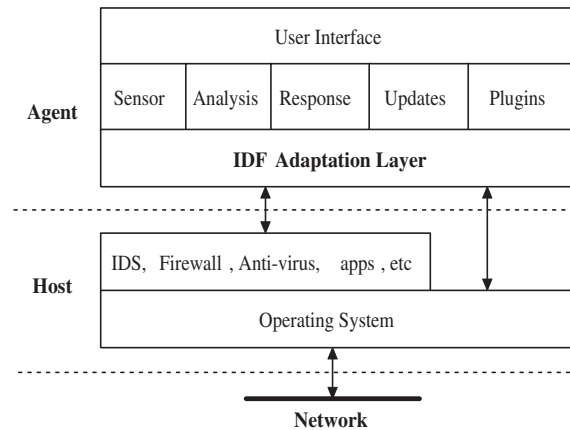 User Interface
Agent
Sensor Analysis Response Updates Plugins
IDF Adaptation Layer
IDS, Firewall , Anti-virus, apps , etc
Host
Operating System
Network